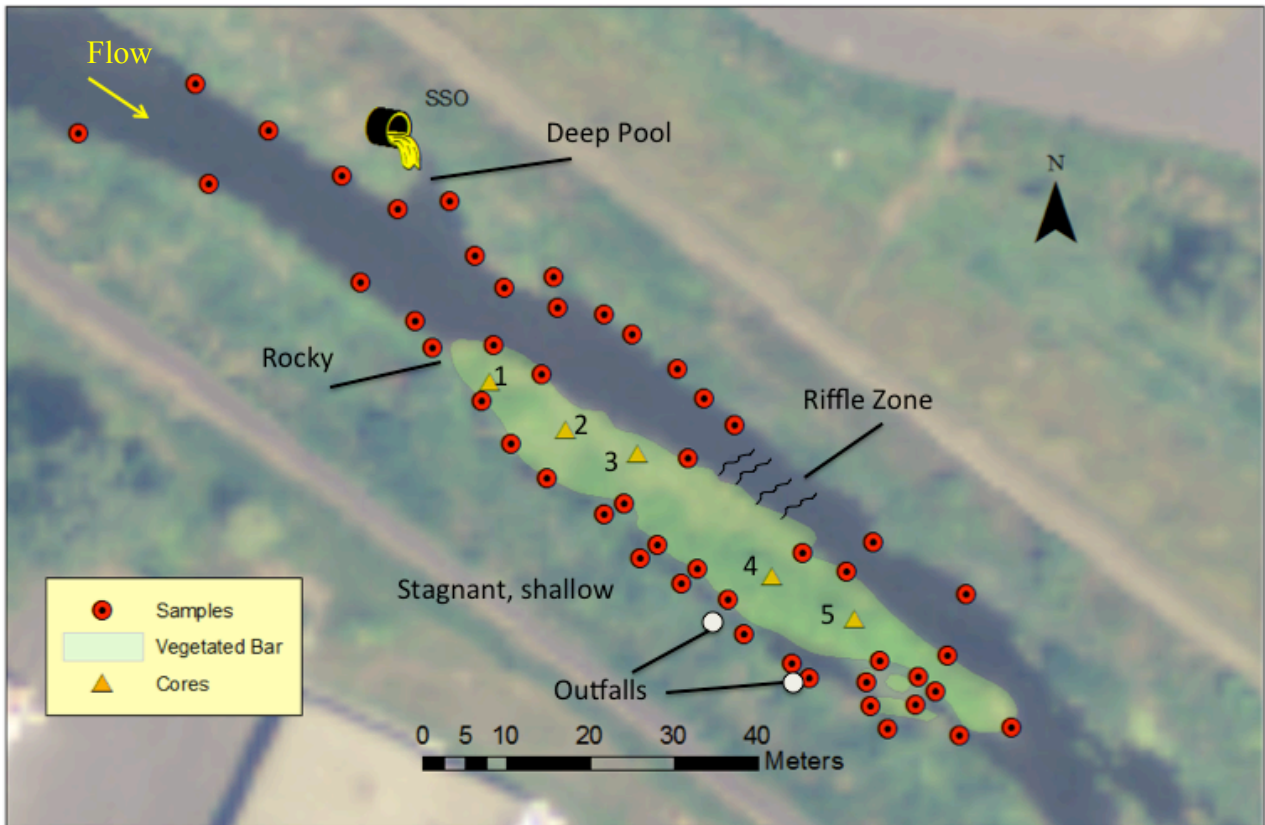 Flow
SSO
Deep Pool
N
Rocky
1
2
3
Riffle Zone
4
5
Stagnant, shallow
Outfalls
Samples
Vegetated Bar
Cores
0 5 10 20 30 40
Meters